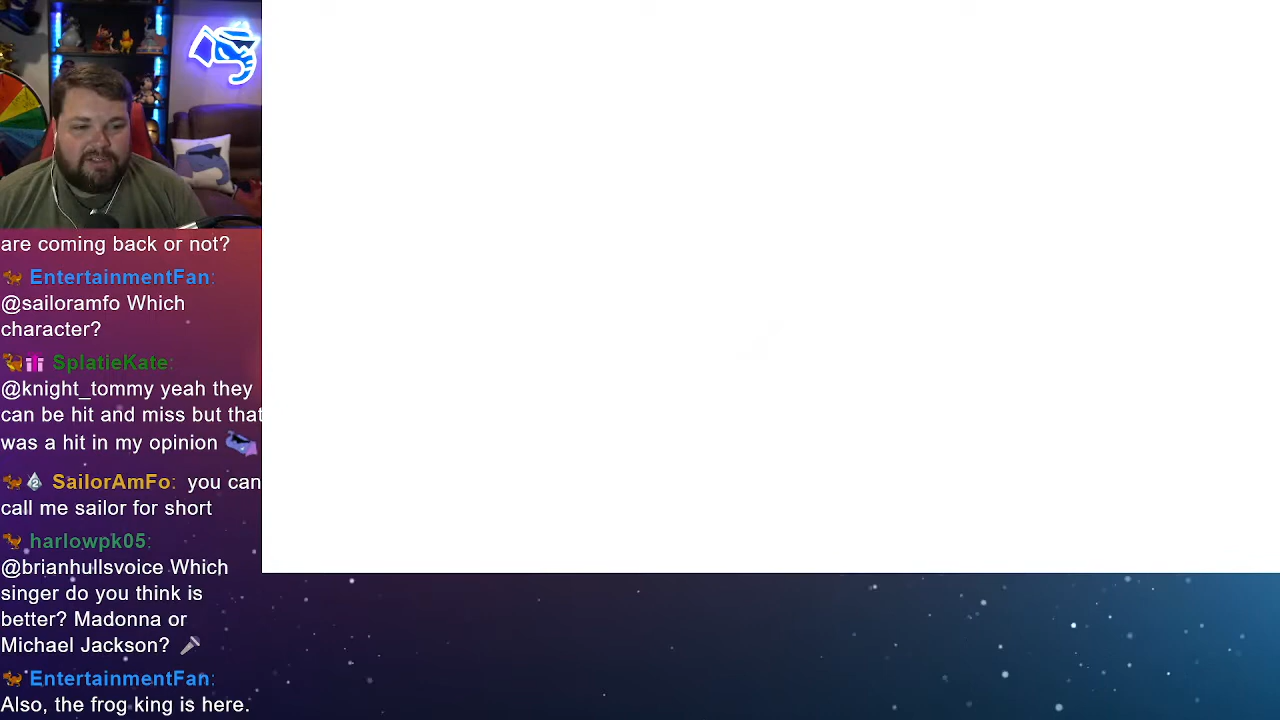 are coming back or not?
EntertainmentFan:
@sailoramfo Which
character?
SplatieKate:
@knight_tommy yeah they
can be hit and miss but that
was a hit in my opinion
SailorAmFo: you can
call me sailor for short
harlowpk05:
@brianhullsvoice Which
singer do you think is
better? Madonna or
Michael Jackson?
EntertainmentFan:
Also, the frog king is here.